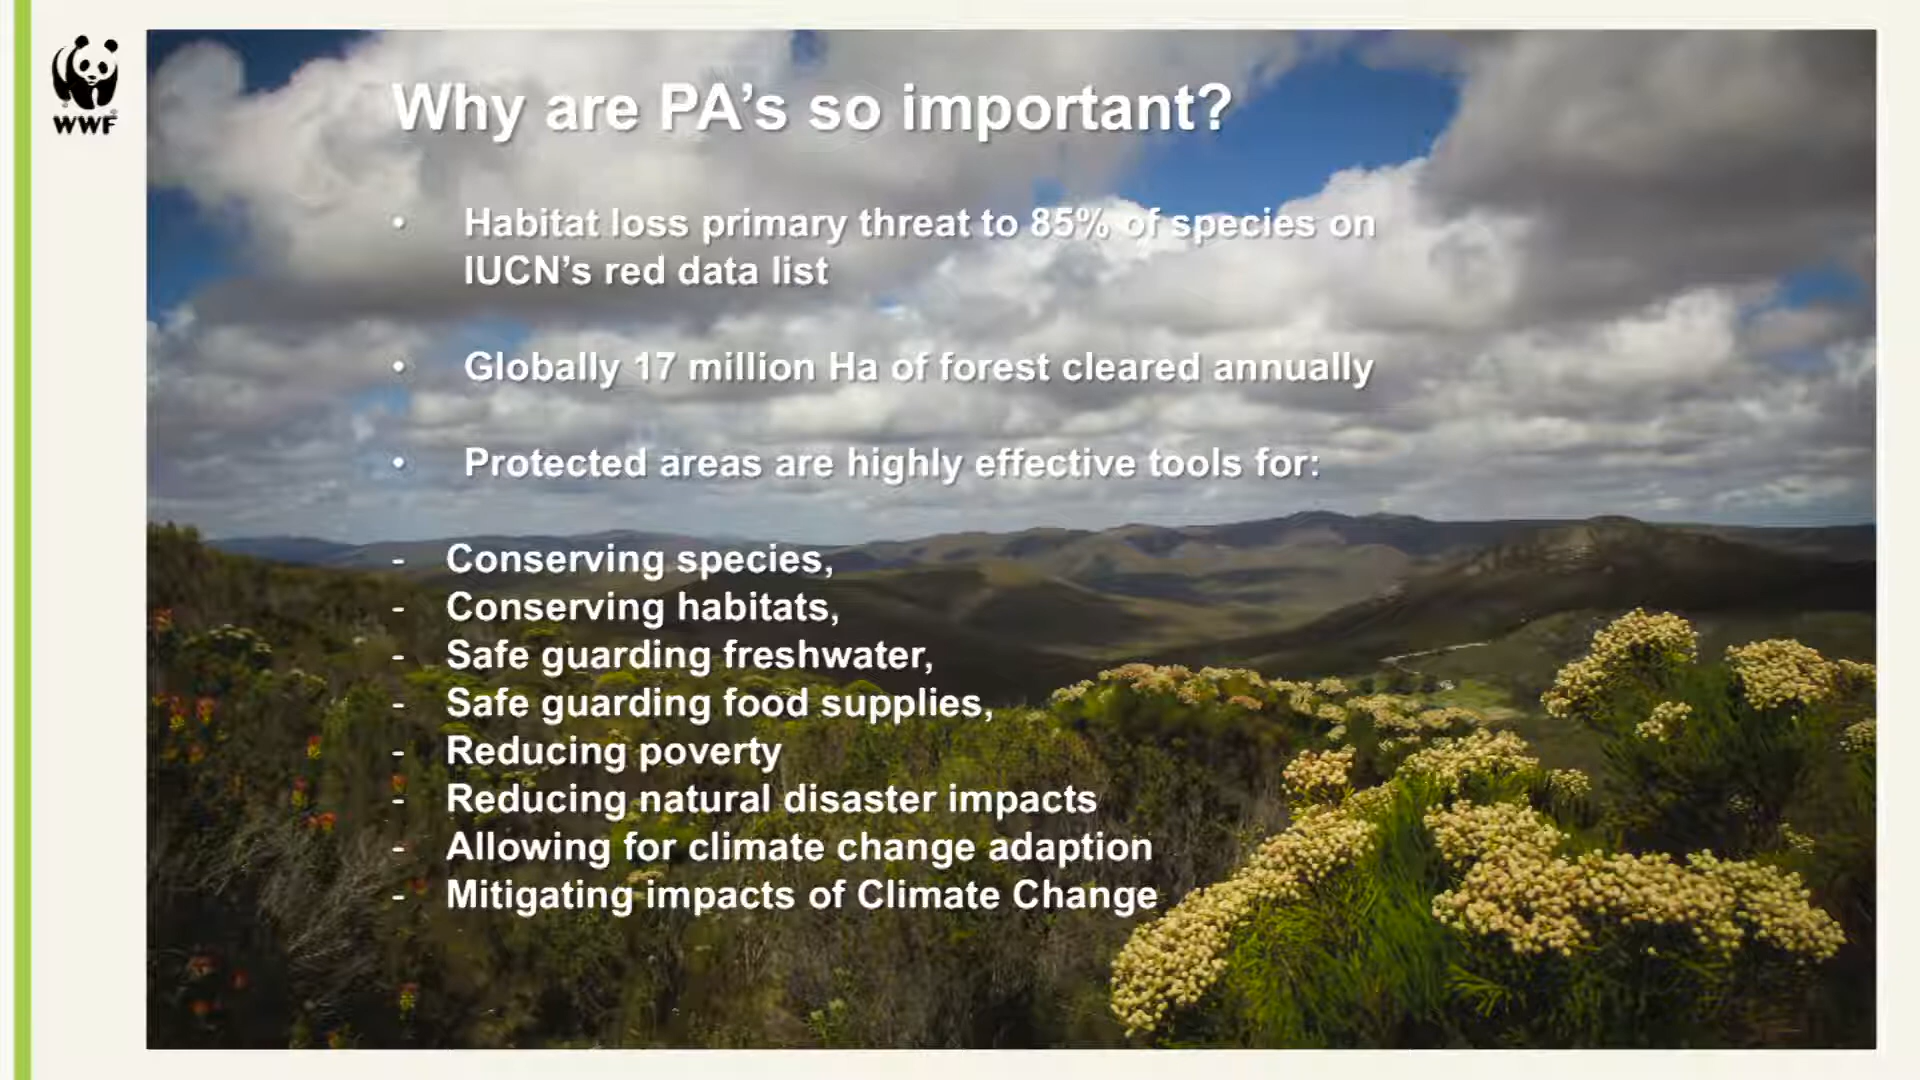 WWF
Why are PA’s so important?
• Habitat loss primary threat to 85% of species on
IUCN’s red data list
• Globally 17 million Ha of forest cleared annually
• Protected areas are highly effective tools for:
- Conserving species,
- Conserving habitats,
- Safe guarding freshwater,
- Safe guarding food supplies,
- Reducing poverty
- Reducing natural disaster impacts
- Allowing for climate change adaption
- Mitigating impacts of Climate Change